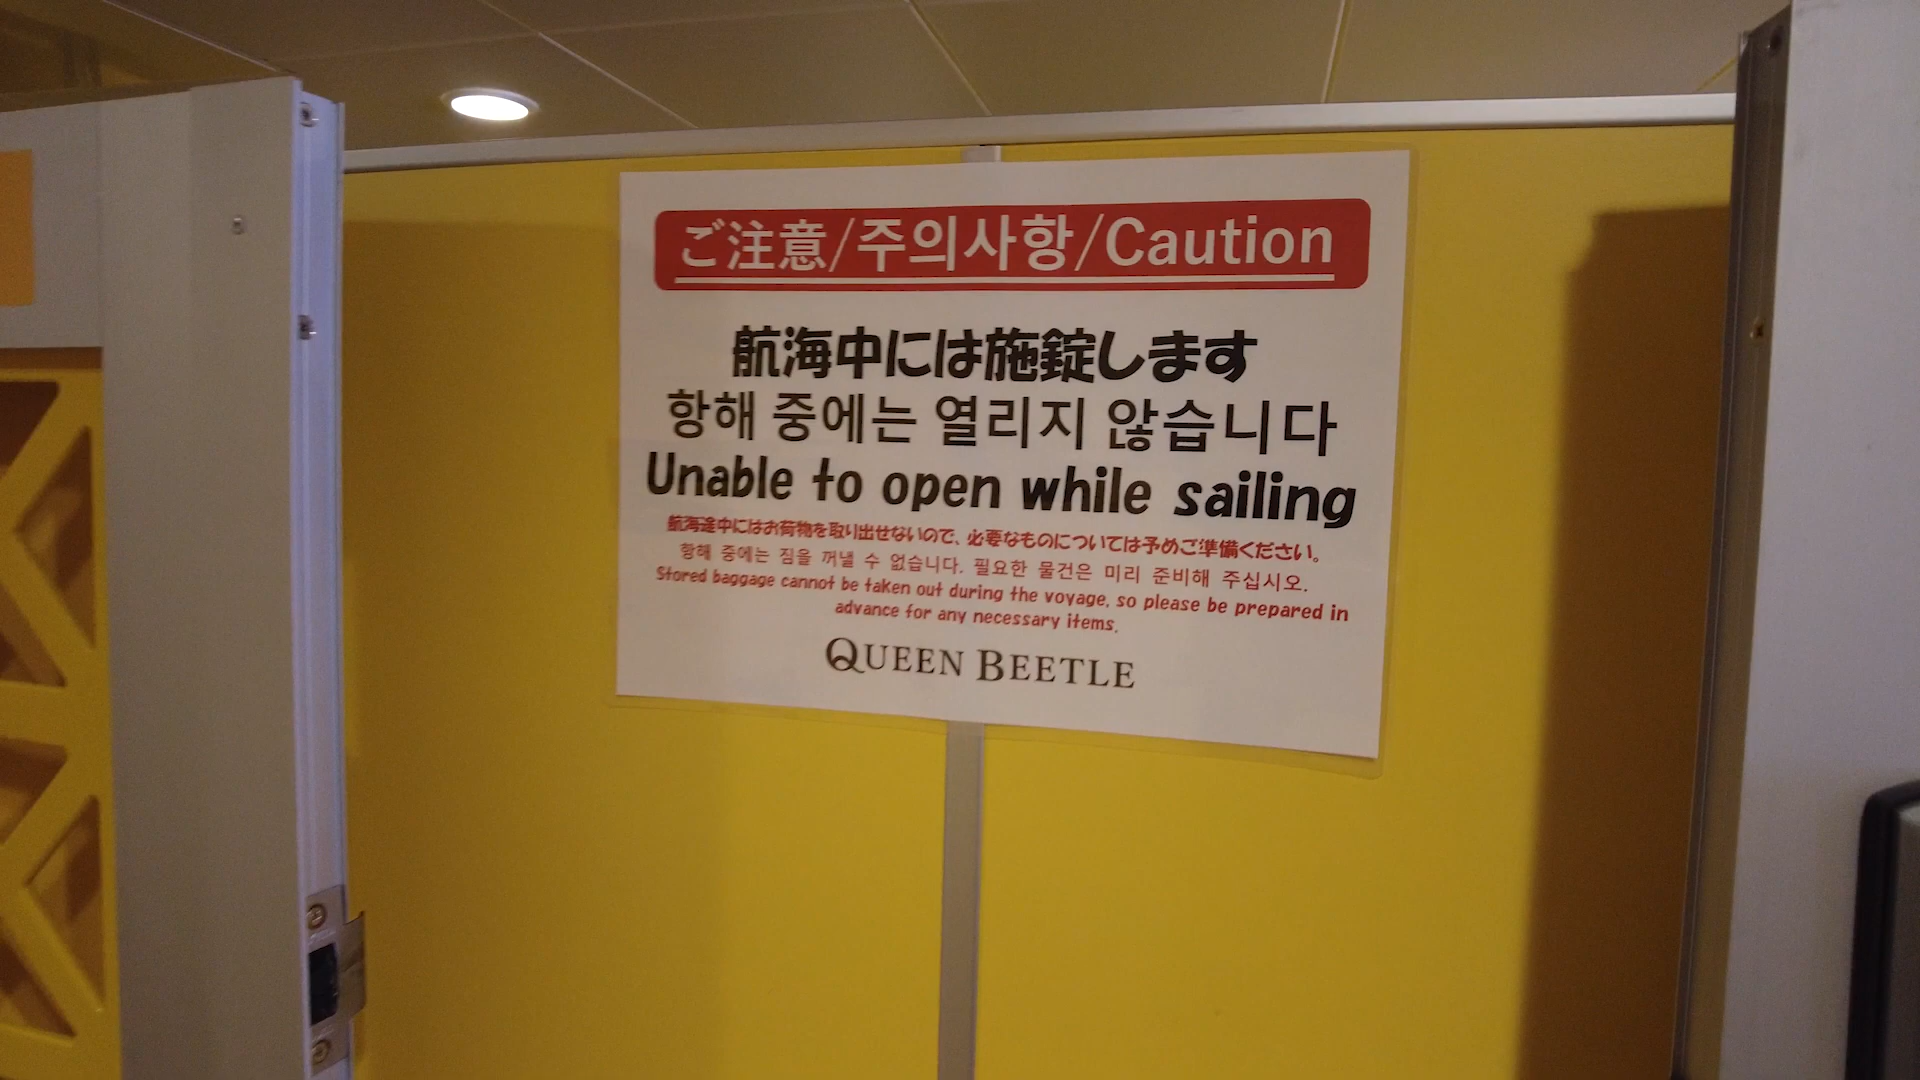 ご注意/주의사항/Caution
航海中には施錠します
항해 중에는 열리지 않습니다
Unable to open while sailing
航海途中にはお荷物を取り出せないので、必要なものについては予めご準備ください。
항해 중에는 짐을 꺼낼 수 없습니다. 필요한 물건은 미리 준비해 주십시오.
Stored baggage cannot be taken out during the voyage, so please be prepared in
advance for any necessary items.
QUEEN BEETLE